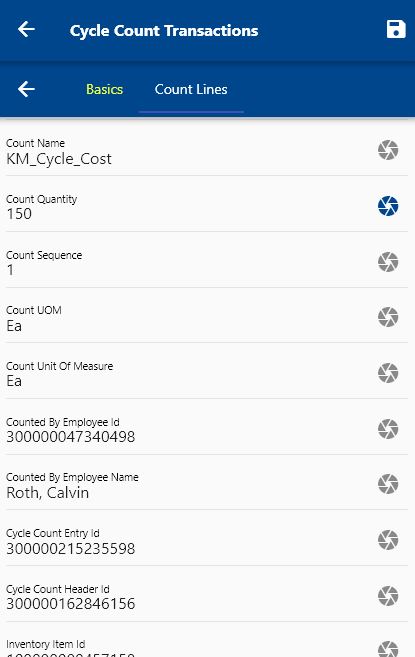 Cycle Count Transactions
Basics
Count Lines
Count Name
KM_Cycle_Cost
Count Quantity
150
Count Sequence
1
Count UOM
Ea
Count Unit Of Measure
Ea
Counted By Employee Id
300000047340498
Counted By Employee Name
Roth, Calvin
Cycle Count Entry Id
300000215235598
Cycle Count Header Id
300000162846156
Inventory Item Id